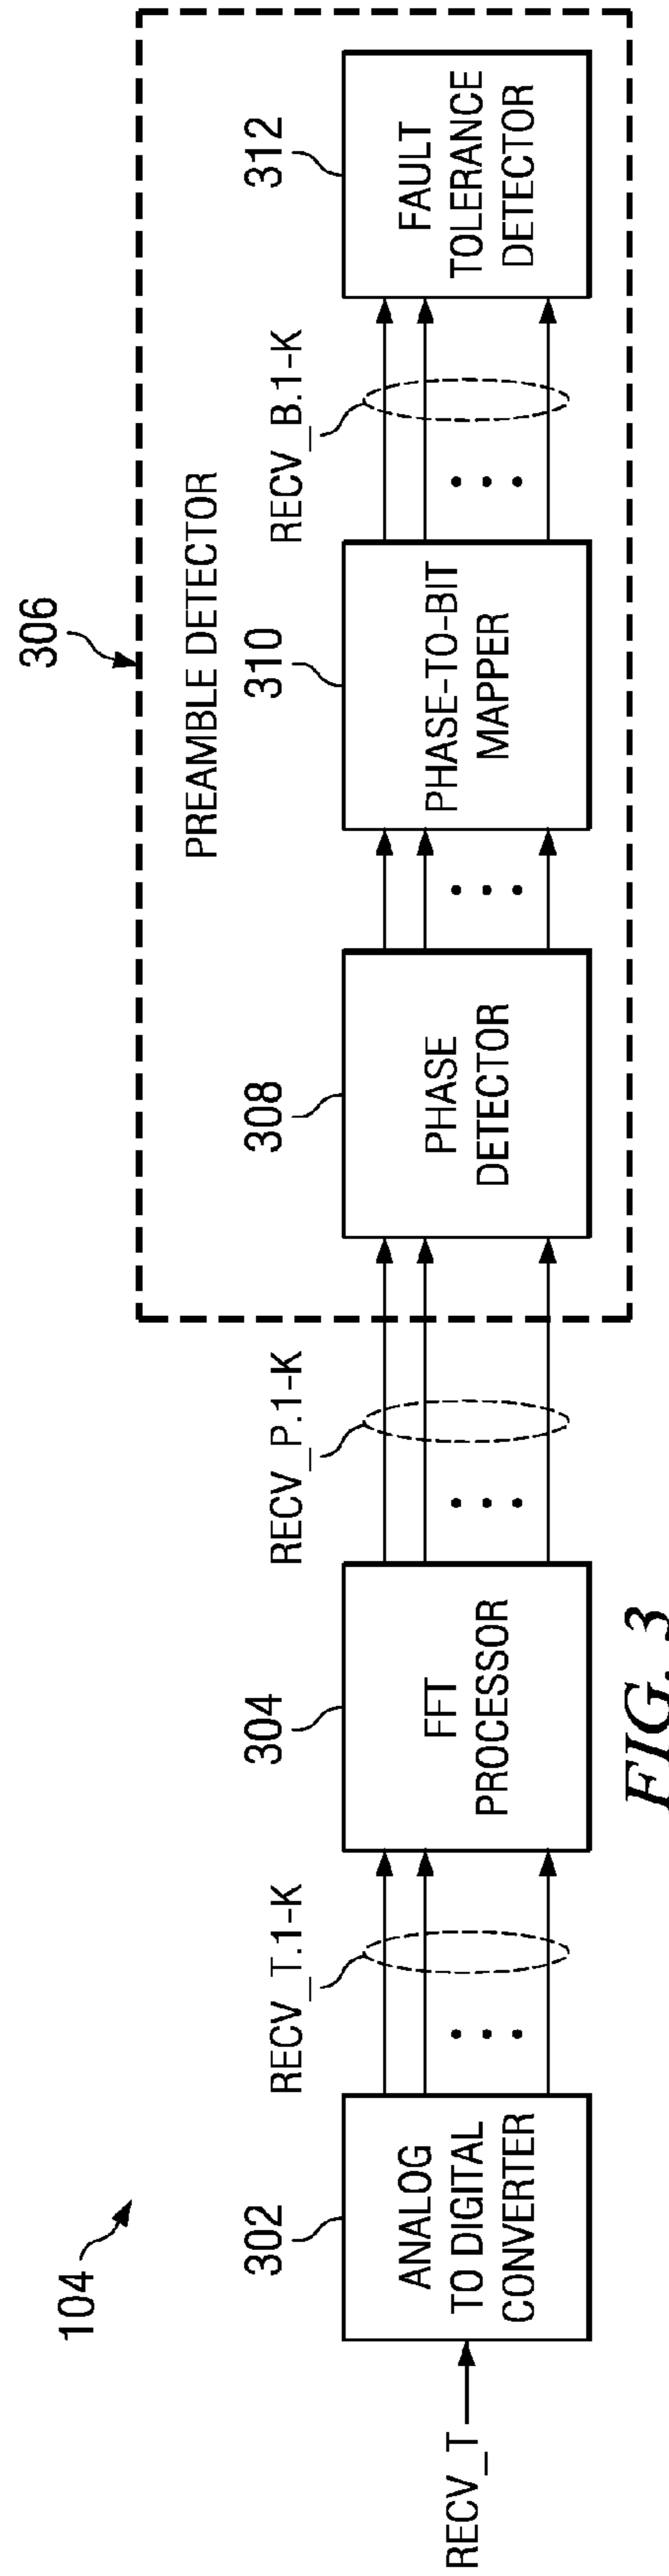 104
306
PREAMBLE DETECTOR
302
304
308
310
312
RECV_T
ANALOG
TO DIGITAL
CONVERTER
RECV_T.1-K
FFT
PROCESSOR
RECV_P.1-K
PHASE
DETECTOR
PHASE-TO-BIT
MAPPER
RECV_B.1-K
FAULT
TOLERANCE
DETECTOR
FIG. 3